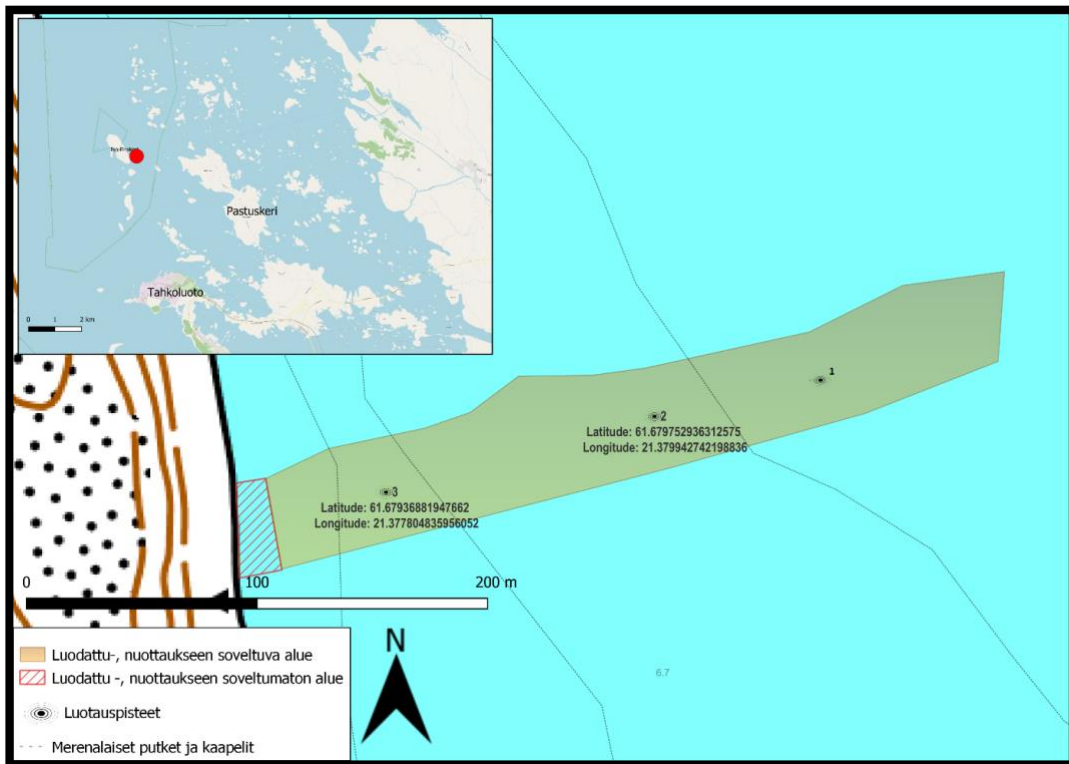 Pastuskeri
Tahkoluoto
0 1 2 km
1
2
Latitude: 61.679752936312575
Longitude: 21.379942742198836
3
Latitude: 61.67936881947662
Longitude: 21.377804835956052
0 100 200 m
N
6.7
Luodattu-, nuottaukseen soveltuva alue
Luodattu -, nuottaukseen soveltumaton alue
Luotauspisteet
Merenalaiset putket ja kaapelit